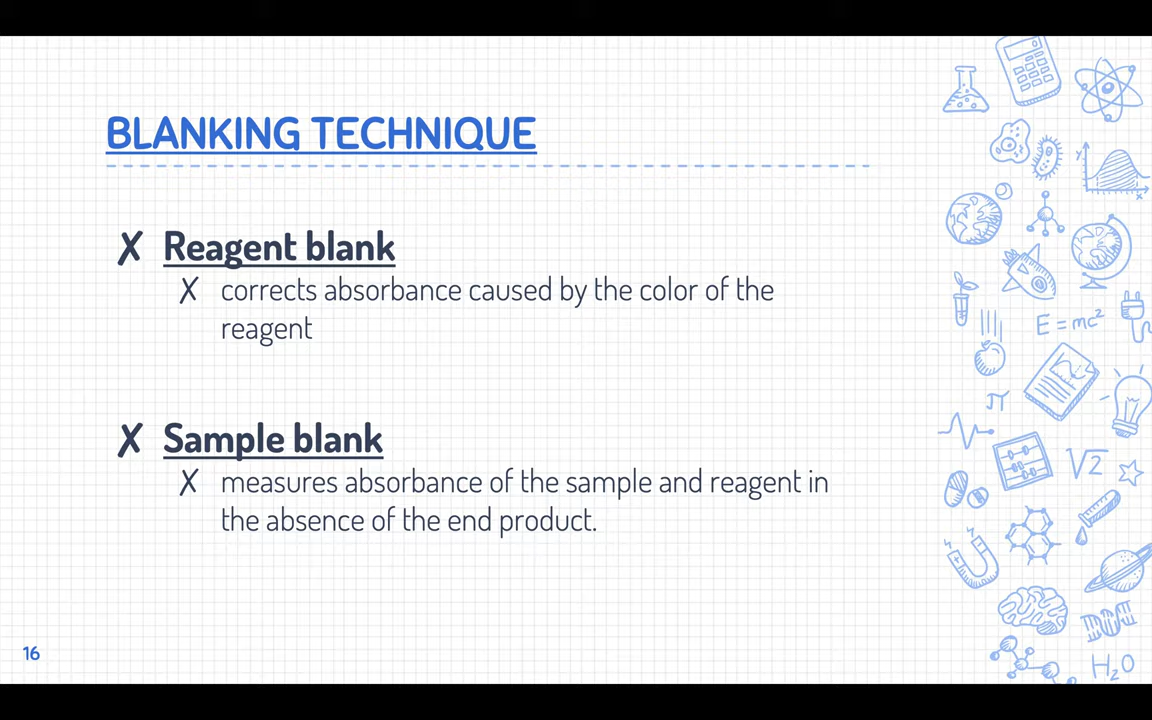 BLANKING TECHNIQUE
✗ Reagent blank
✗ corrects absorbance caused by the color of the
reagent
✗ Sample blank
✗ measures absorbance of the sample and reagent in
the absence of the end product.
16
y
x
E = mc²
π
√2
H₂O